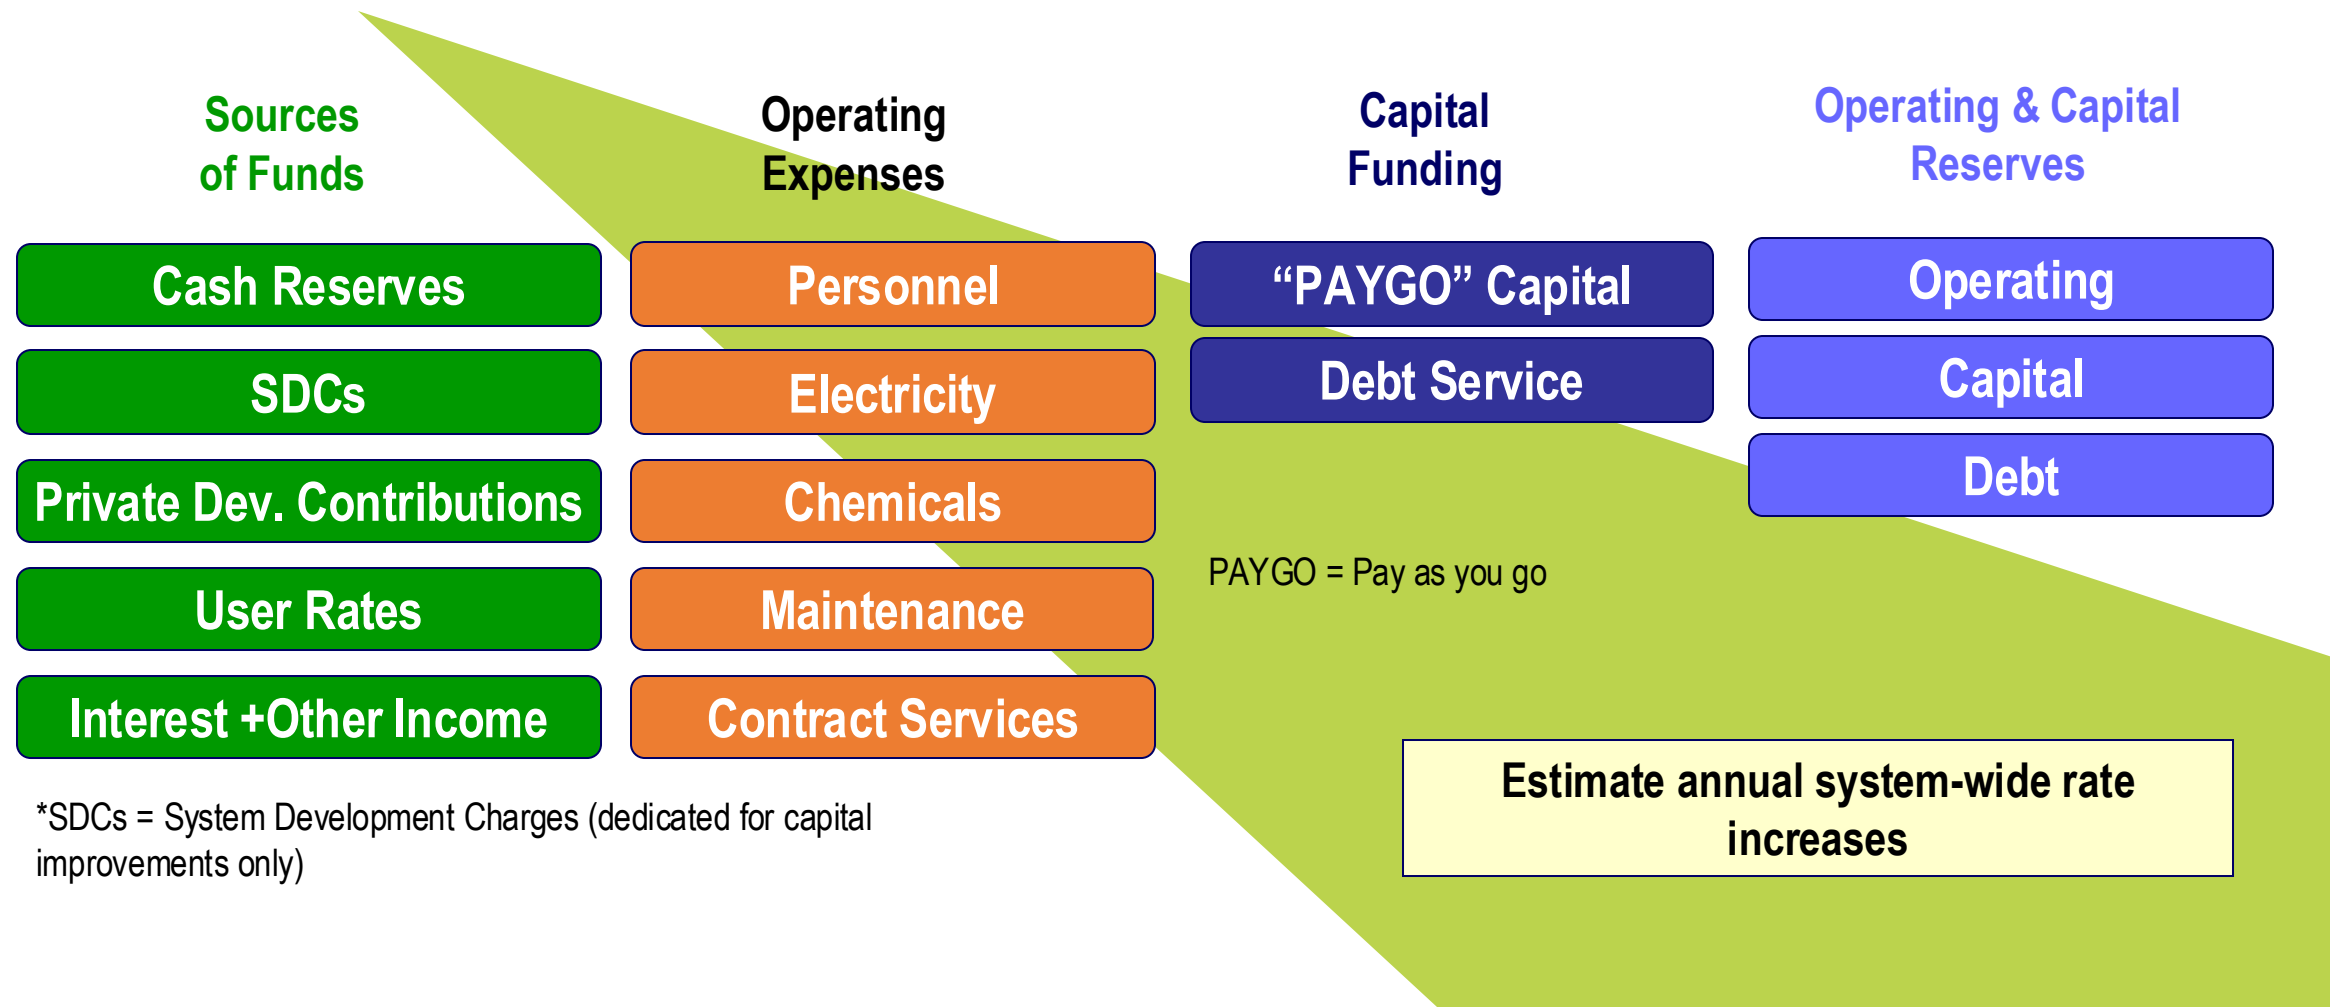 Sources
of Funds
Operating
Expenses
Capital
Funding
Operating & Capital
Reserves
Cash Reserves
SDCs
Private Dev. Contributions
User Rates
Interest +Other Income
Personnel
Electricity
Chemicals
Maintenance
Contract Services
“PAYGO” Capital
Debt Service
Operating
Capital
Debt
PAYGO = Pay as you go
Estimate annual system-wide rate
increases
*SDCs = System Development Charges (dedicated for capital
improvements only)